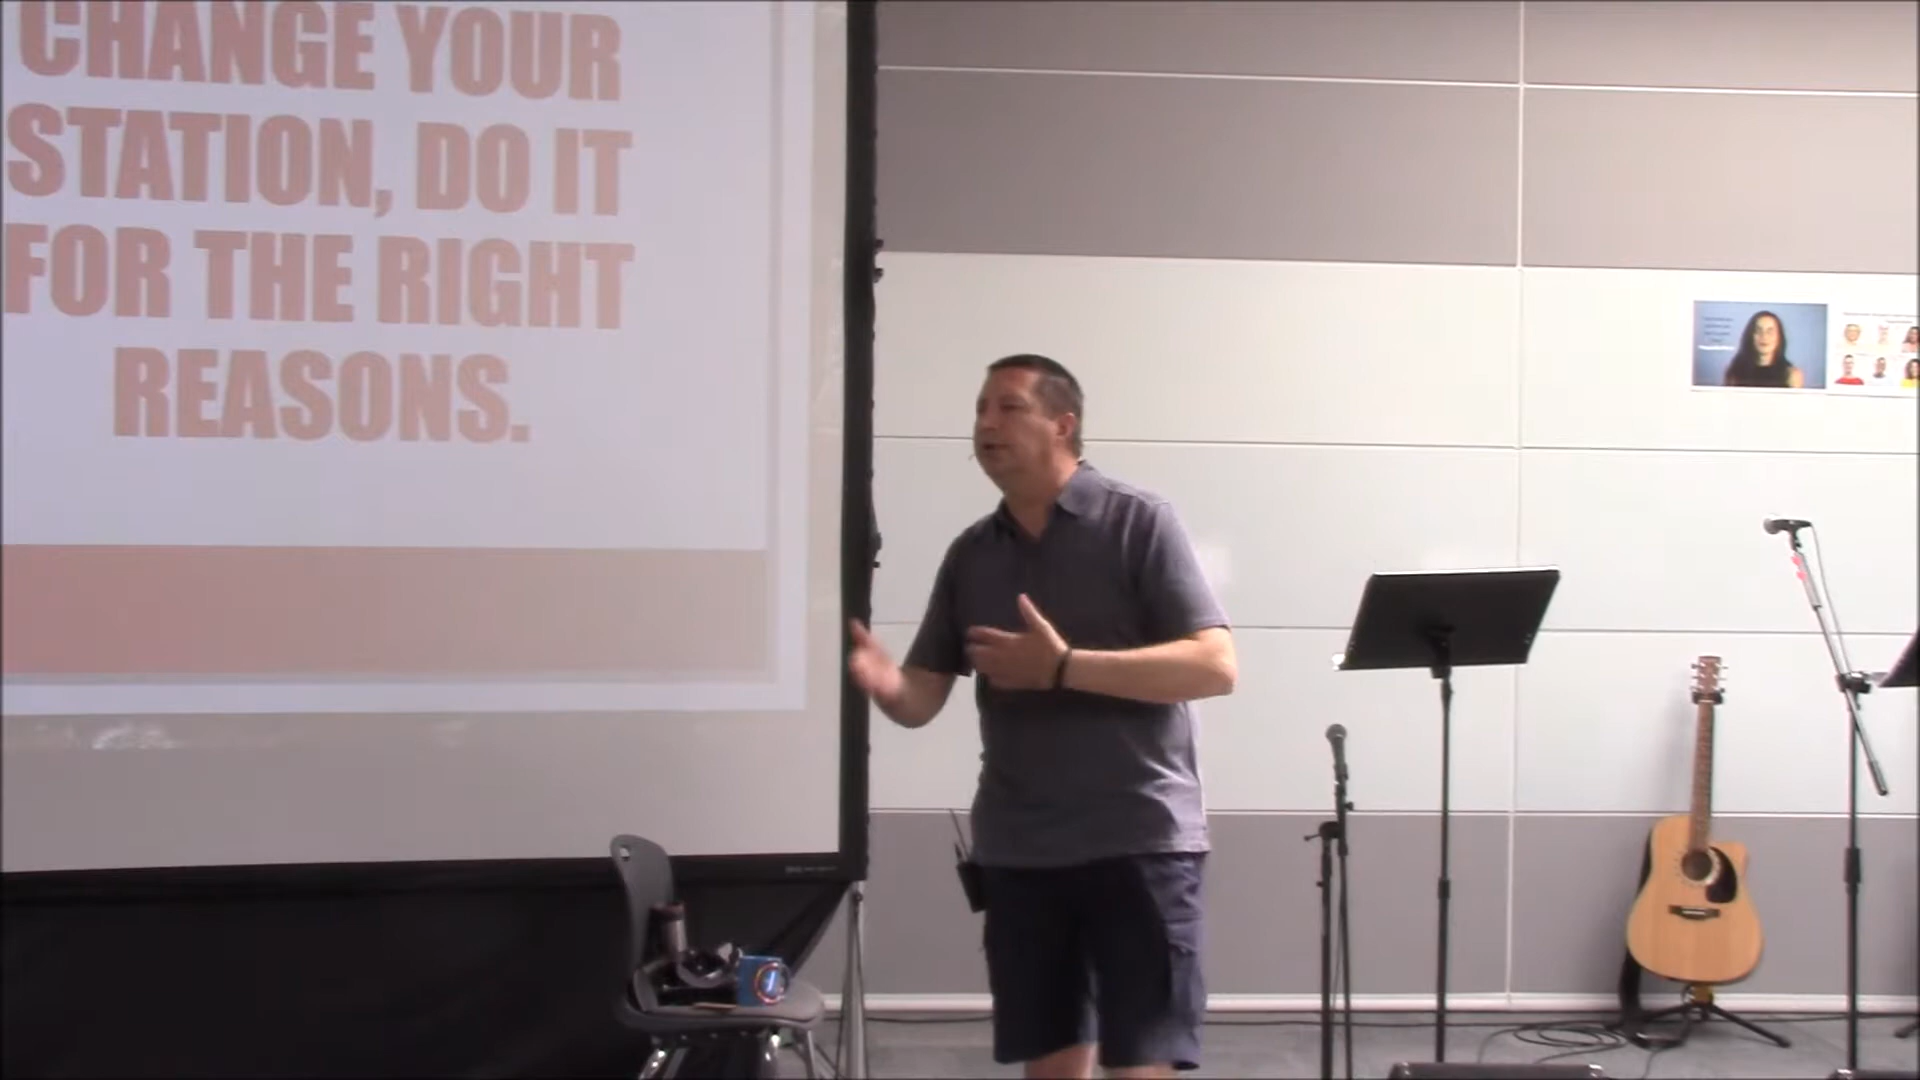 CHANGE YOUR
STATION, DO IT
FOR THE RIGHT
REASONS.